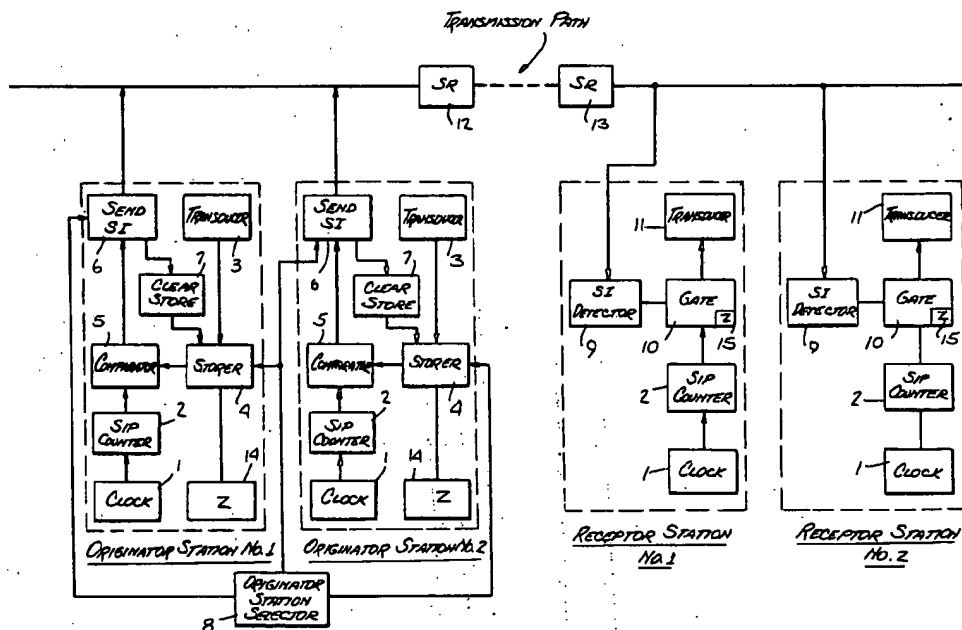 TRANSMISSION PATH
SR
12
SR
13
SEND
SI
6
TRANSDUCER
3
7
CLEAR
STORE
5
COMPARATOR
STORER
4
2
SIP
COUNTER
1
CLOCK
14
Z
ORIGINATOR STATION No.1
SEND
SI
6
TRANSDUCER
3
7
CLEAR
STORE
5
COMPARATOR
STORER
4
2
SIP
COUNTER
1
CLOCK
14
Z
ORIGINATOR STATION No.2
ORIGINATOR
STATION
SELECTOR
8
11
TRANSDUCER
SI
DETECTOR
9
GATE
Z
10
15
2
SIP
COUNTER
1
CLOCK
RECEPTOR STATION
No.1
11
TRANSDUCER
SI
DETECTOR
9
GATE
Z
10
15
SIP
COUNTER
2
1
CLOCK
RECEPTOR STATION
No.2